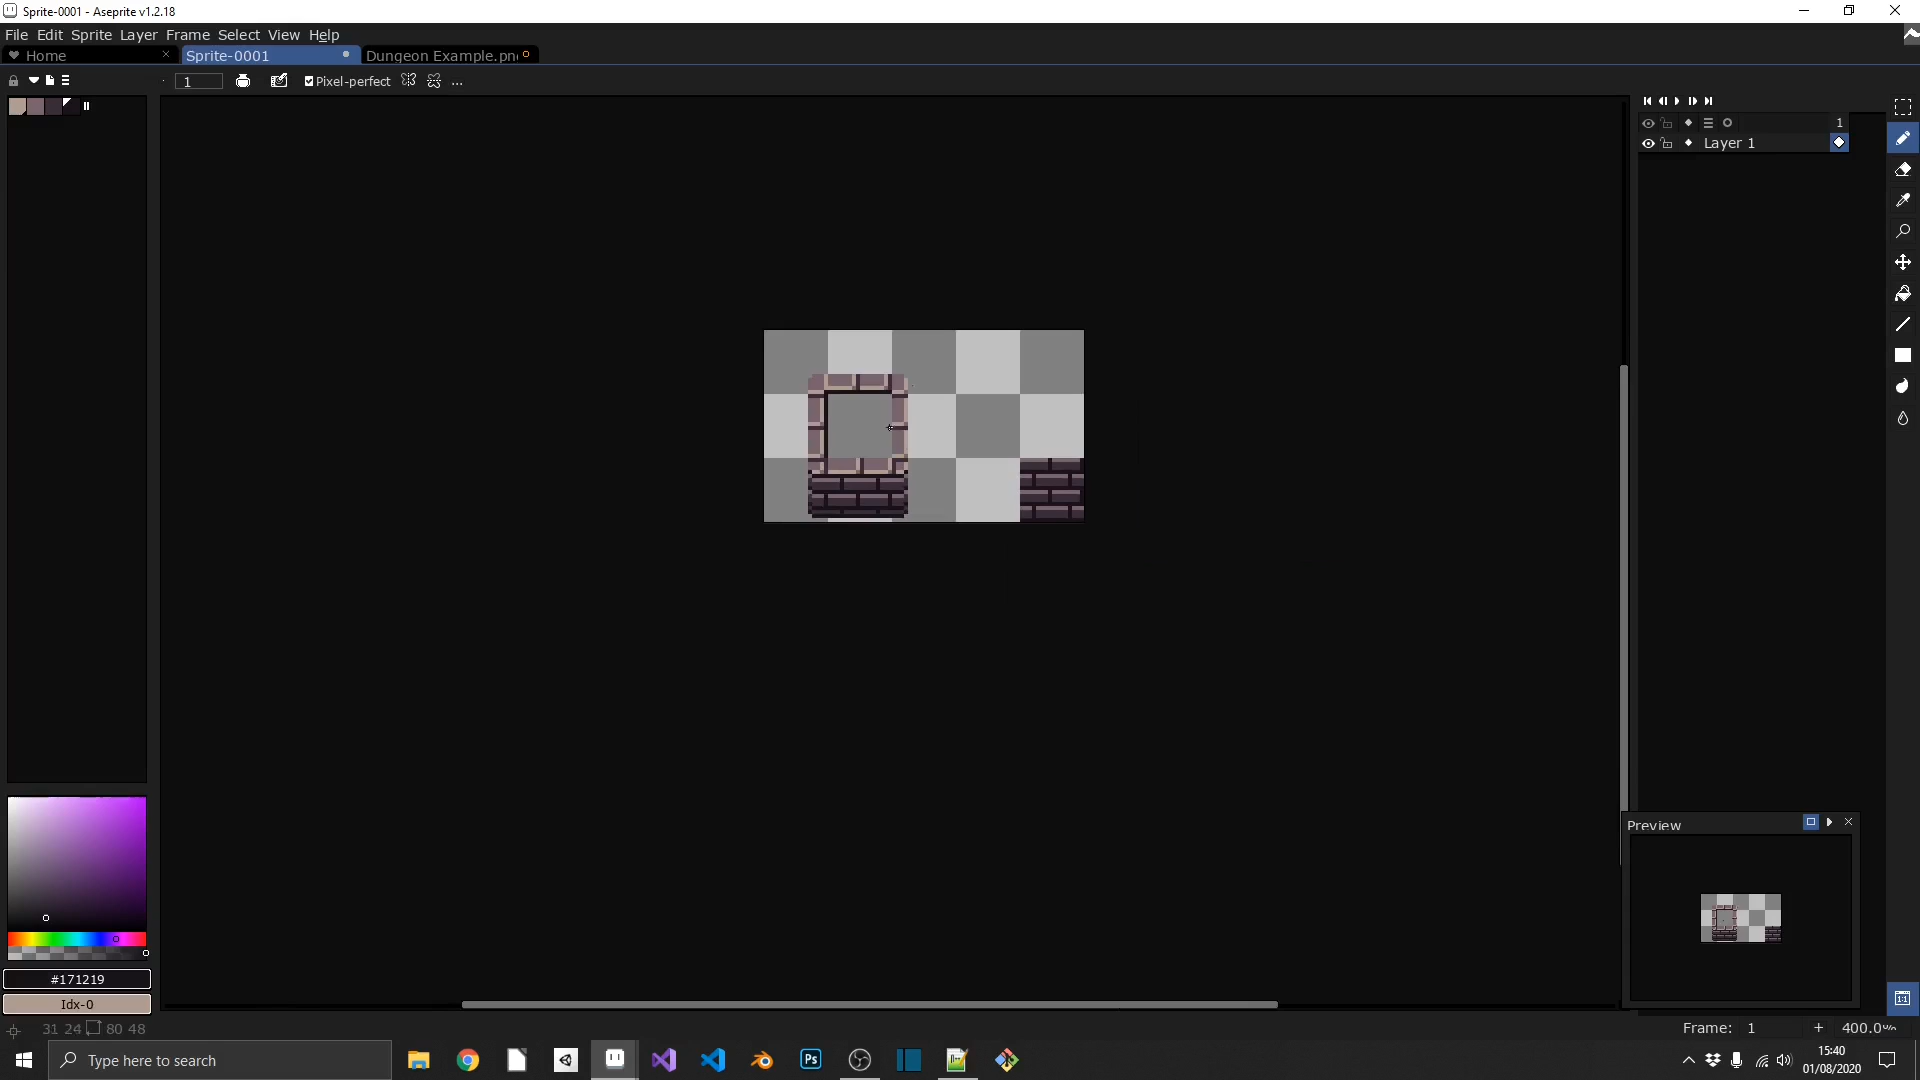 Sprite-0001 - Aseprite v1.2.18
File Edit Sprite Layer Frame Select View Help
Home Sprite-0001 Dungeon Example.pn
1 Pixel-perfect ...
1
Layer 1
Preview
#171219
Idx-0
31 24 80 48
Frame: 1 + 400.0%
Type here to search
Ps
15:40
01/08/2020